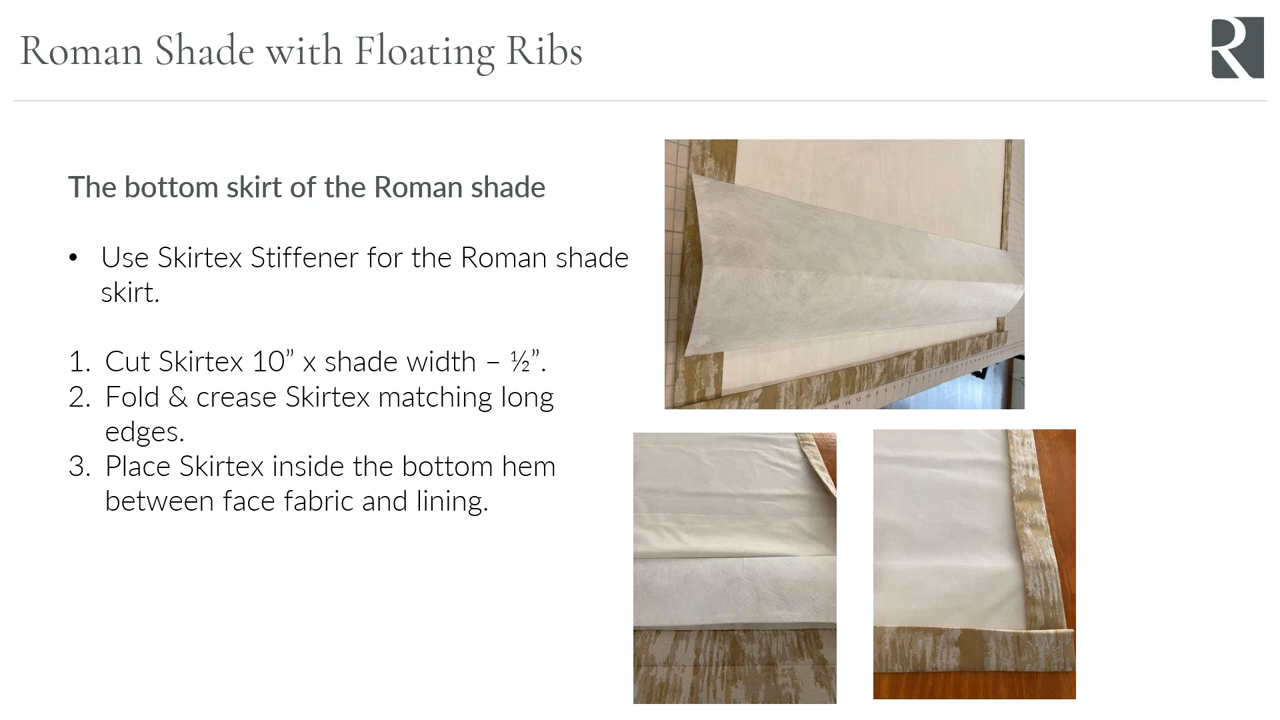 Roman Shade with Floating Ribs
R
The bottom skirt of the Roman shade
• Use Skirtex Stiffener for the Roman shade
skirt.
1. Cut Skirtex 10” x shade width – ½”.
2. Fold & crease Skirtex matching long
edges.
3. Place Skirtex inside the bottom hem
between face fabric and lining.